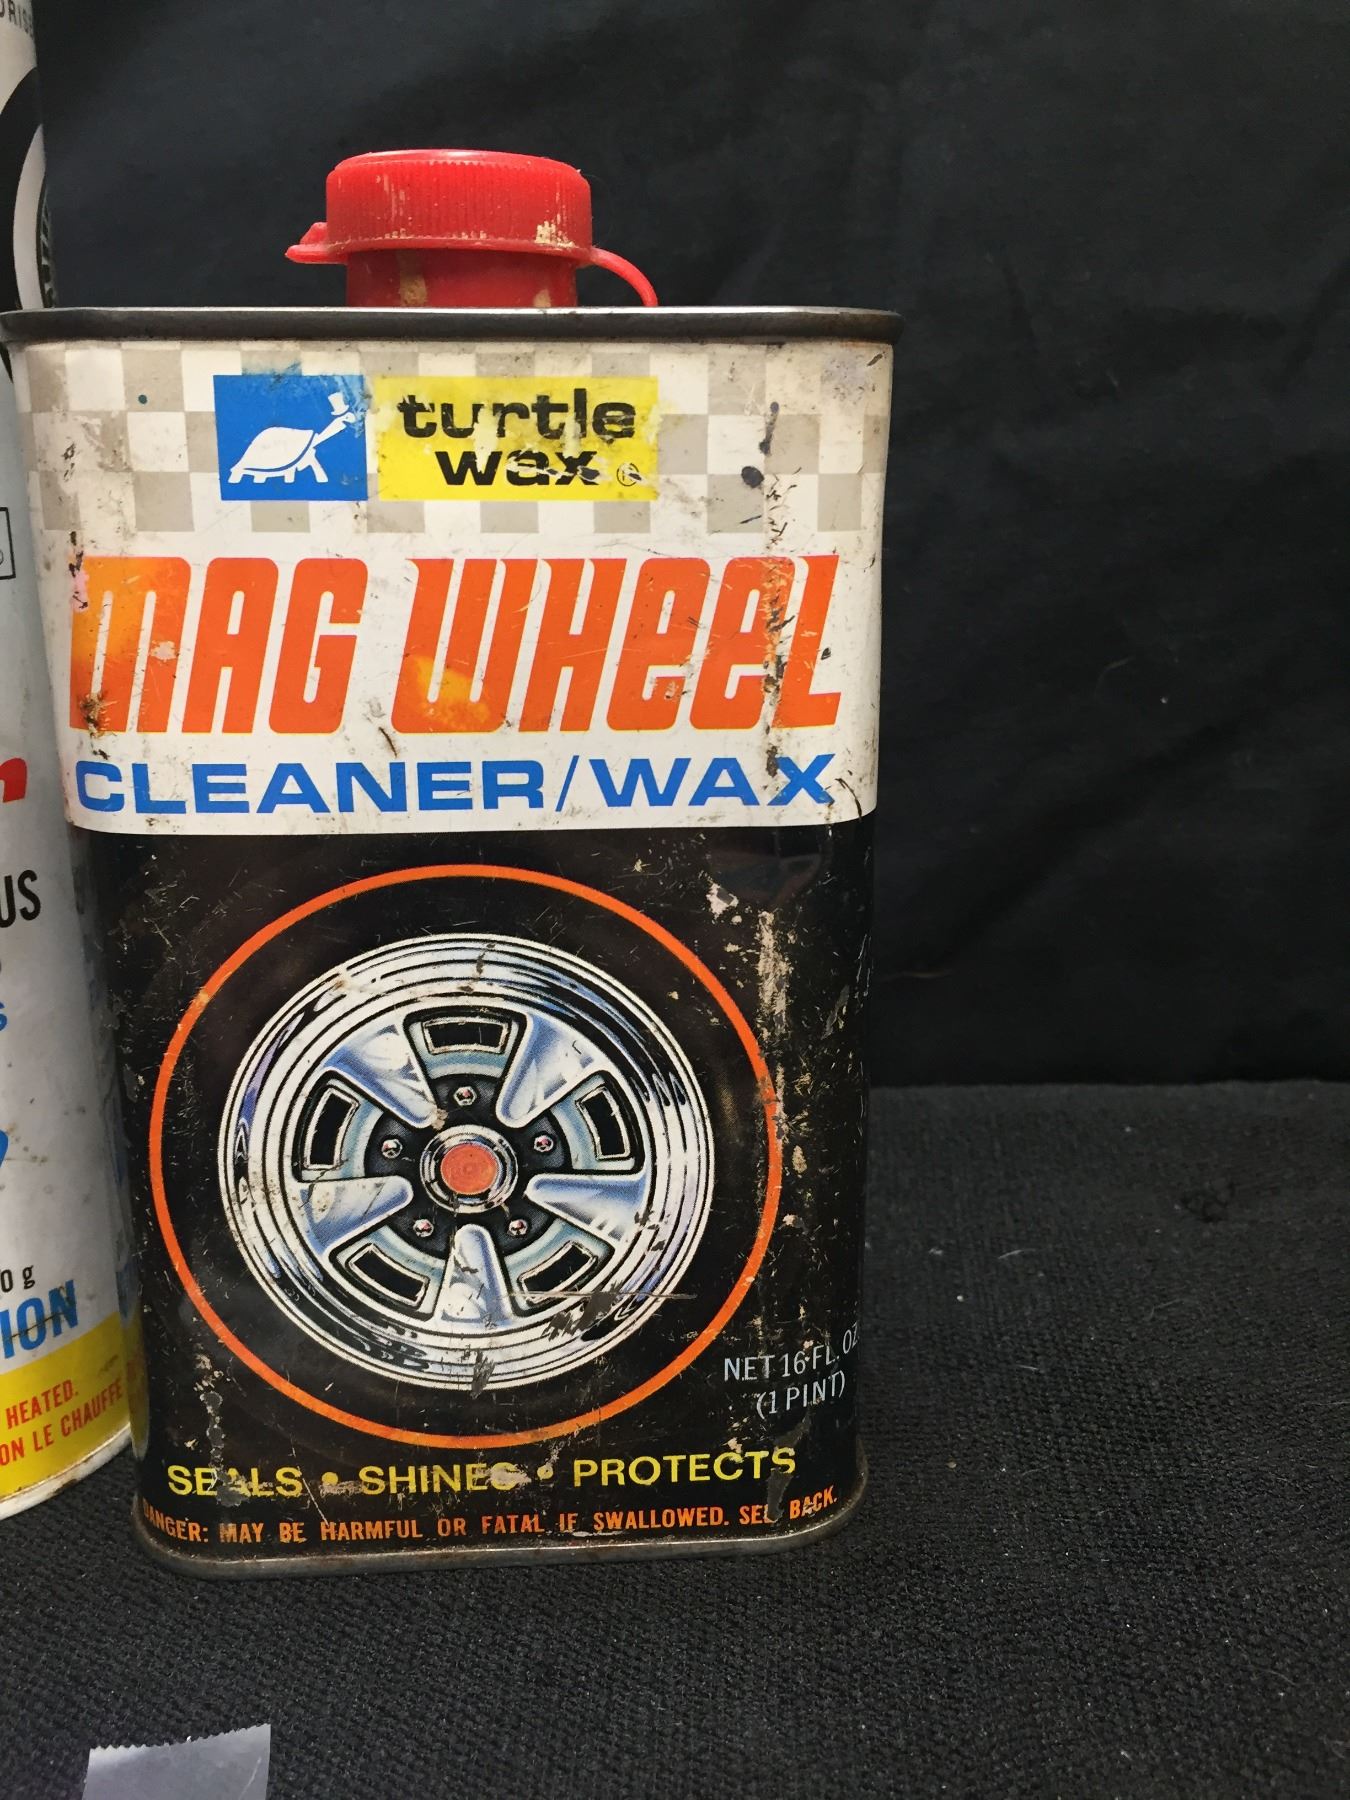 turtle
wax®
MAG WHEEL
CLEANER/WAX
NET 16 FL. OZ
(1 PINT)
SEALS • SHINES • PROTECTS
DANGER: MAY BE HARMFUL OR FATAL IF SWALLOWED. SEE BACK.
US
0 g
ION
HEATED.
ON LE CHAUFFE